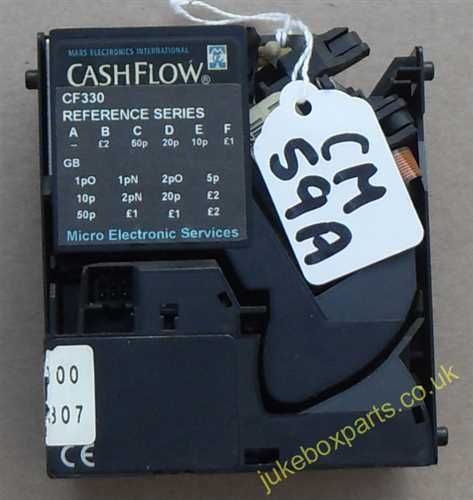 MARS ELECTRONICS INTERNATIONAL
CASHFLOW®
CF330
REFERENCE SERIES
A B C D E F
– £2 50p 20p 10p £1
GB
1pO 1pN 2pO 5p
10p 2pN 20p £2
50p £1 £1 £2
Micro Electronic Services
CM
59A
00
307
CE
jukeboxparts.co.uk